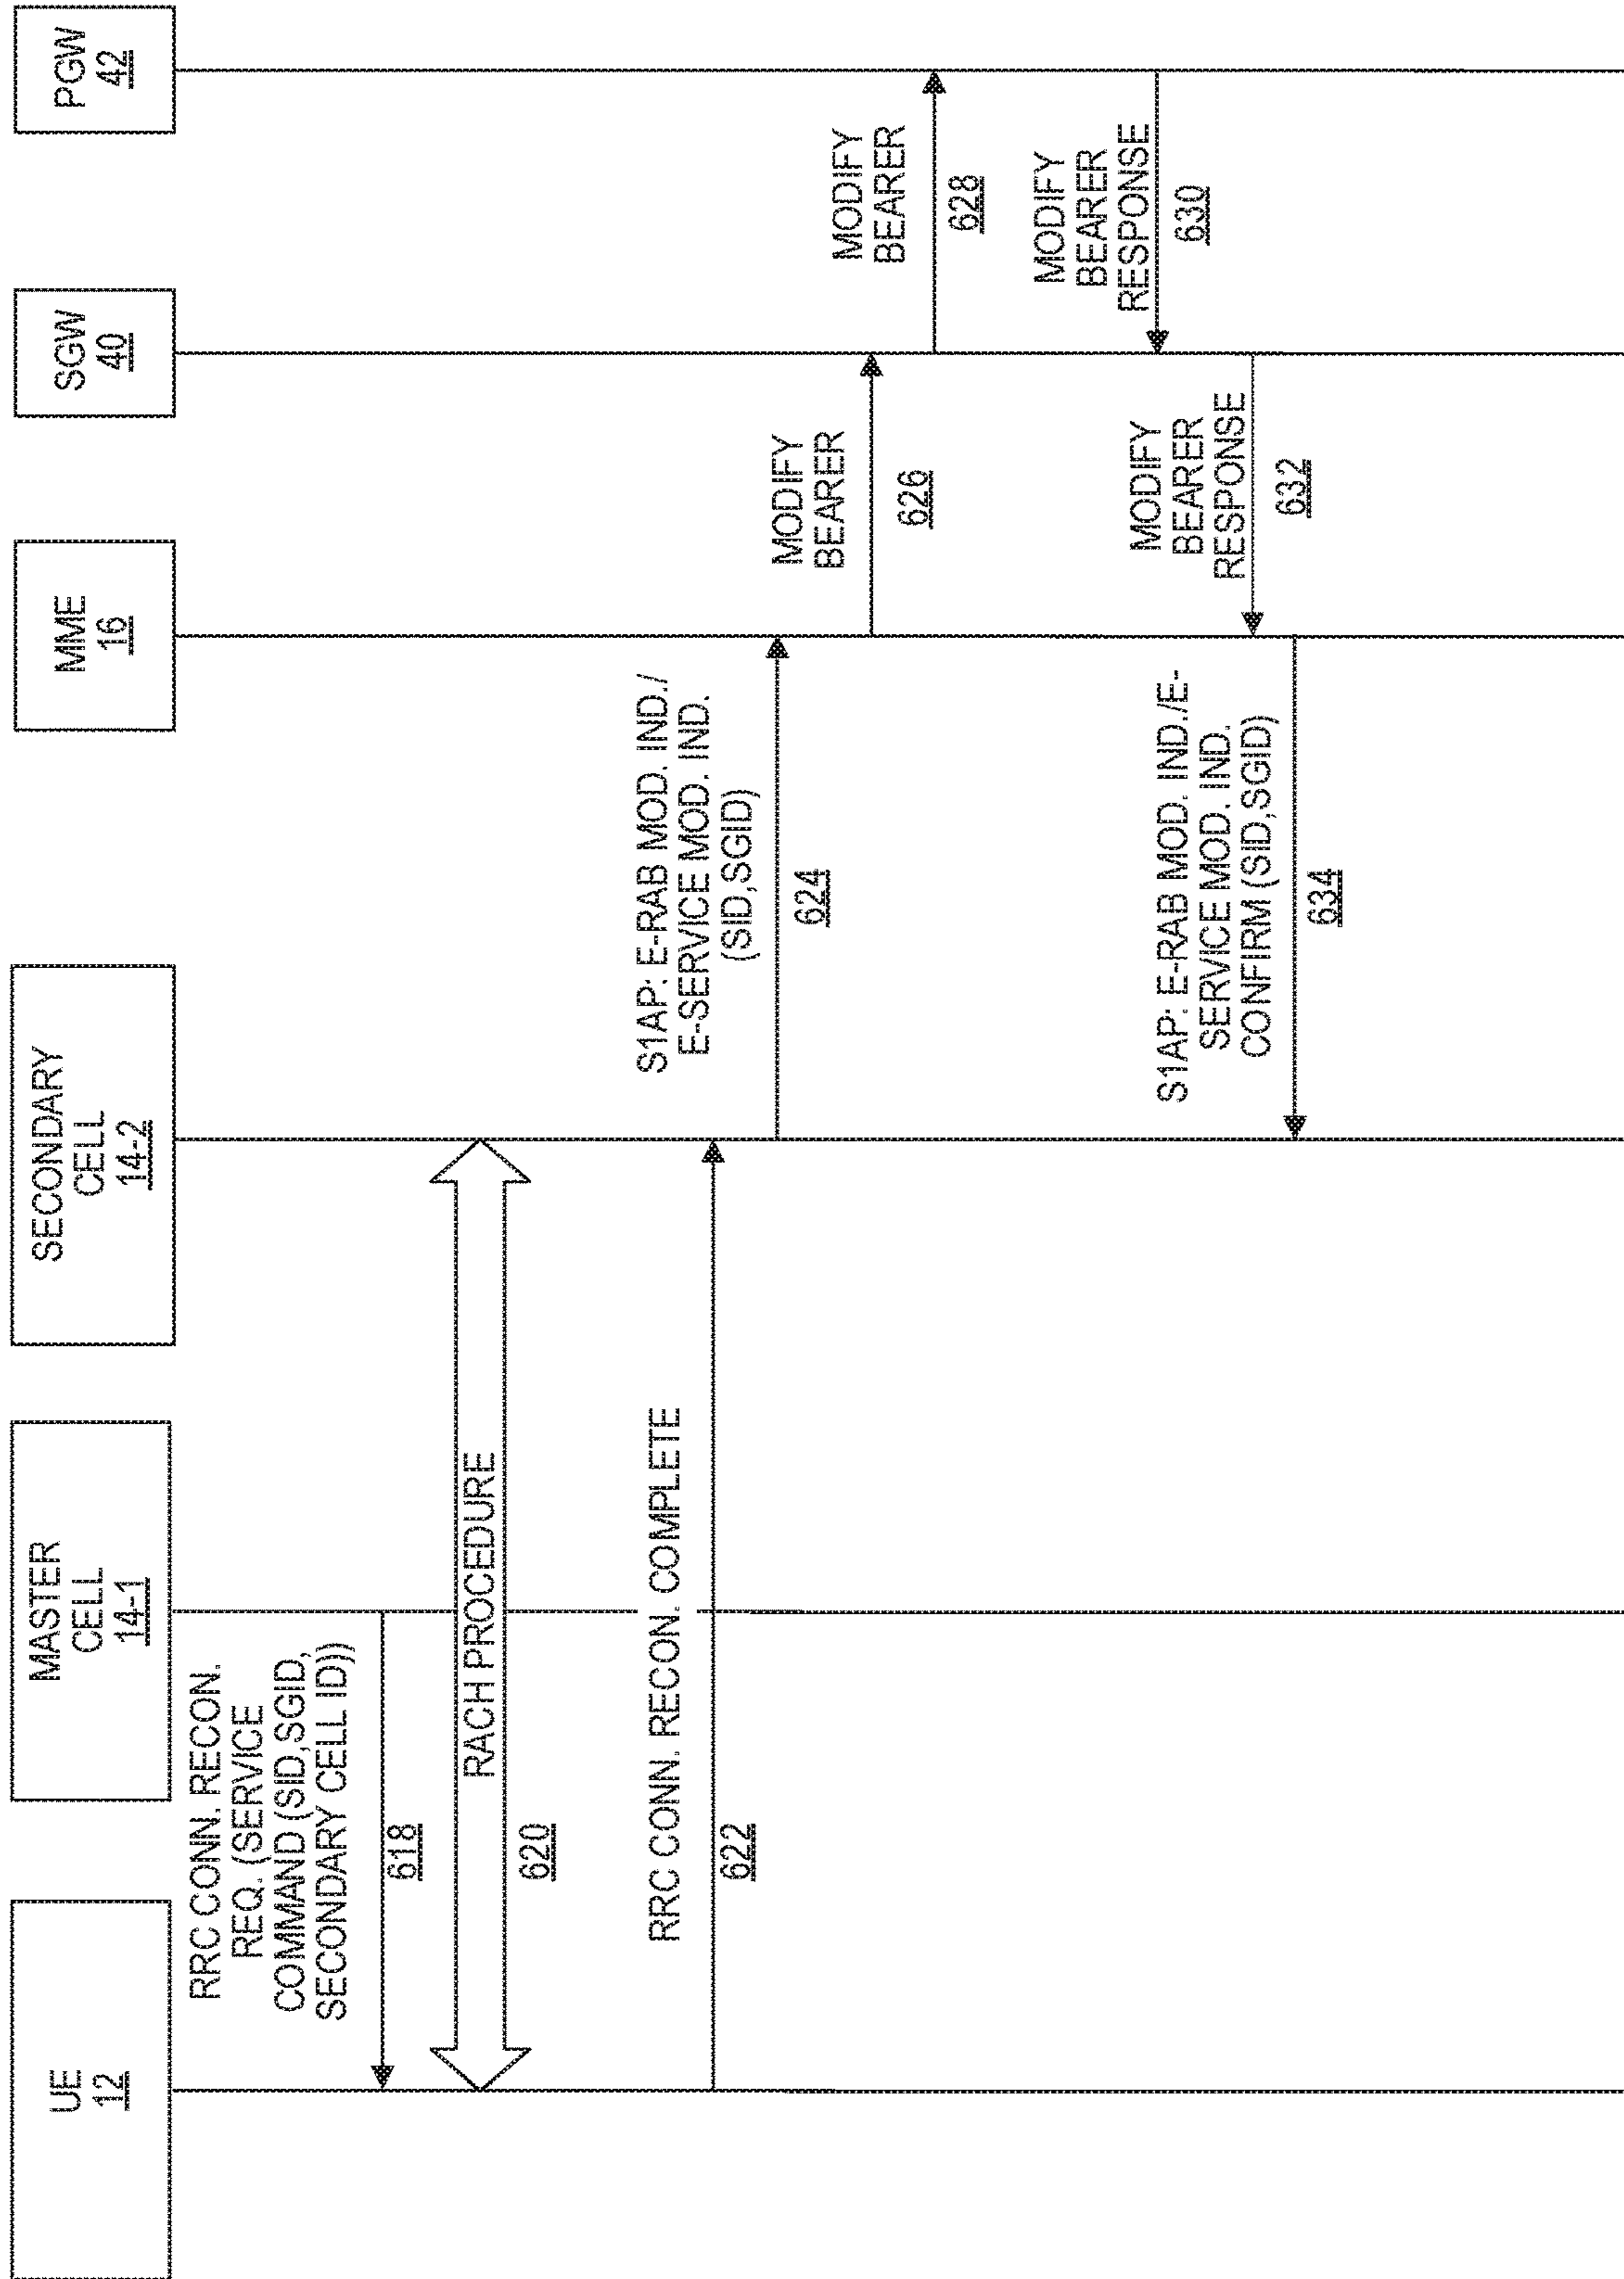 UE
12
MASTER
CELL
14-1
SECONDARY
CELL
14-2
MME
16
SGW
40
PGW
42
RRC CONN. RECON.
REQ. (SERVICE
COMMAND (SID,SGID,
SECONDARY CELL ID))
618
RACH PROCEDURE
620
RRC CONN. RECON. COMPLETE
622
S1AP: E-RAB MOD. IND./
E-SERVICE MOD. IND.
(SID,SGID)
624
MODIFY
BEARER
626
MODIFY
BEARER
628
MODIFY
BEARER
RESPONSE
630
MODIFY
BEARER
RESPONSE
632
S1AP: E-RAB MOD. IND./E-
SERVICE MOD. IND.
CONFIRM (SID,SGID)
634